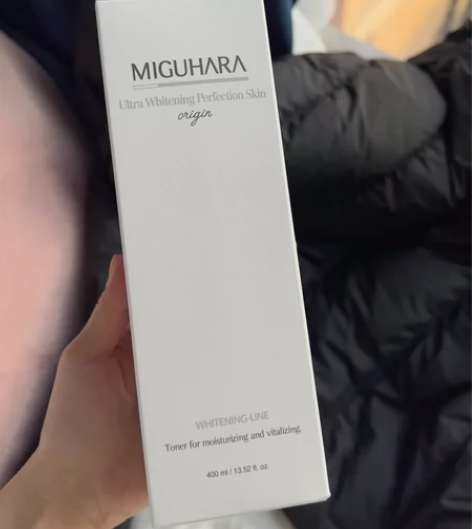 MIGUHARA
Ultra Whitening Perfection Skin
origin
WHITENING-LINE
Toner for moisturizing and vitalizing.
400 ml / 13.52 fl. oz.